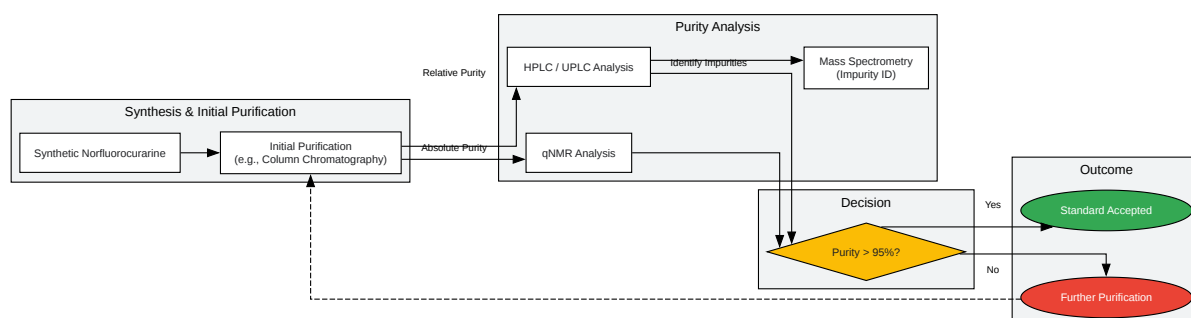 Purity Analysis
HPLC / UPLC Analysis
Identify Impurities
Mass Spectrometry
(Impurity ID)
Relative Purity
Synthesis & Initial Purification
Synthetic Norfluorocurarine
Initial Purification
(e.g., Column Chromatography)
Absolute Purity
qNMR Analysis
Decision
Purity > 95%?
Yes
No
Outcome
Standard Accepted
Further Purification